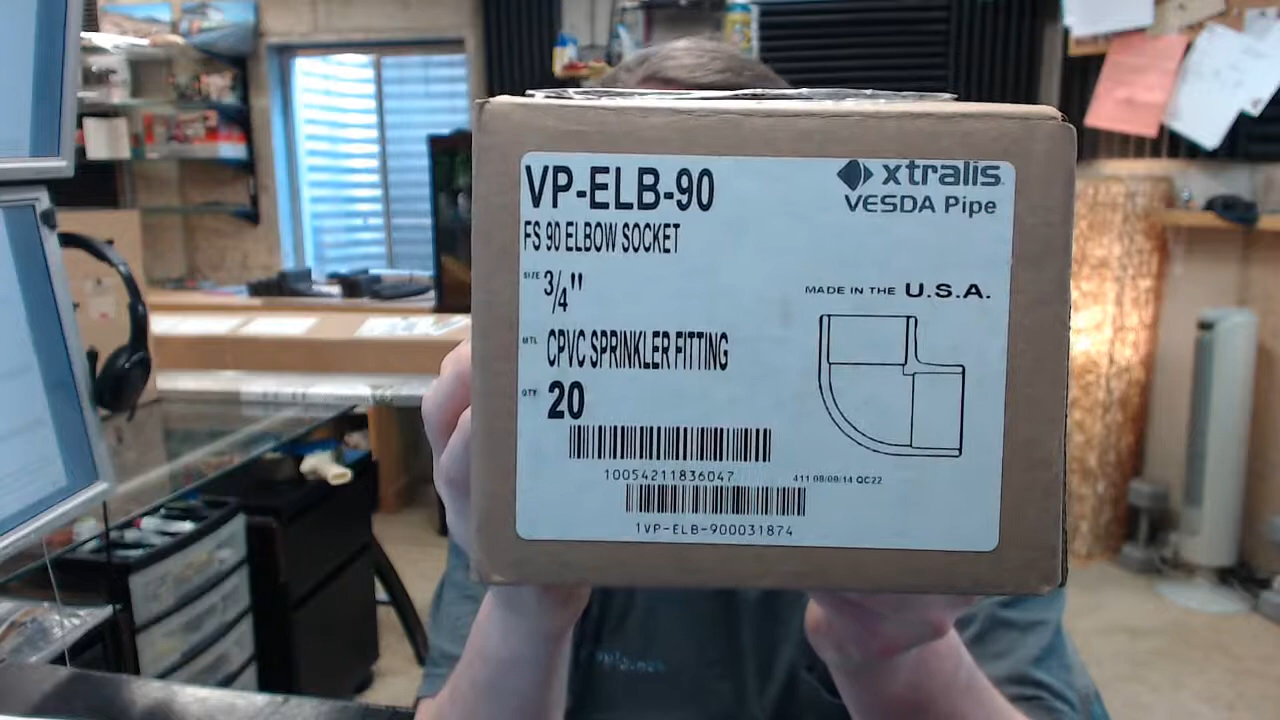 VP-ELB-90
xtralis
VESDA Pipe
FS 90 ELBOW SOCKET
SIZE 3/4"
MADE IN THE U.S.A.
MTL CPVC SPRINKLER FITTING
QTY 20
10054211836047
411 08/09/14 QC22
1VP-ELB-900031874